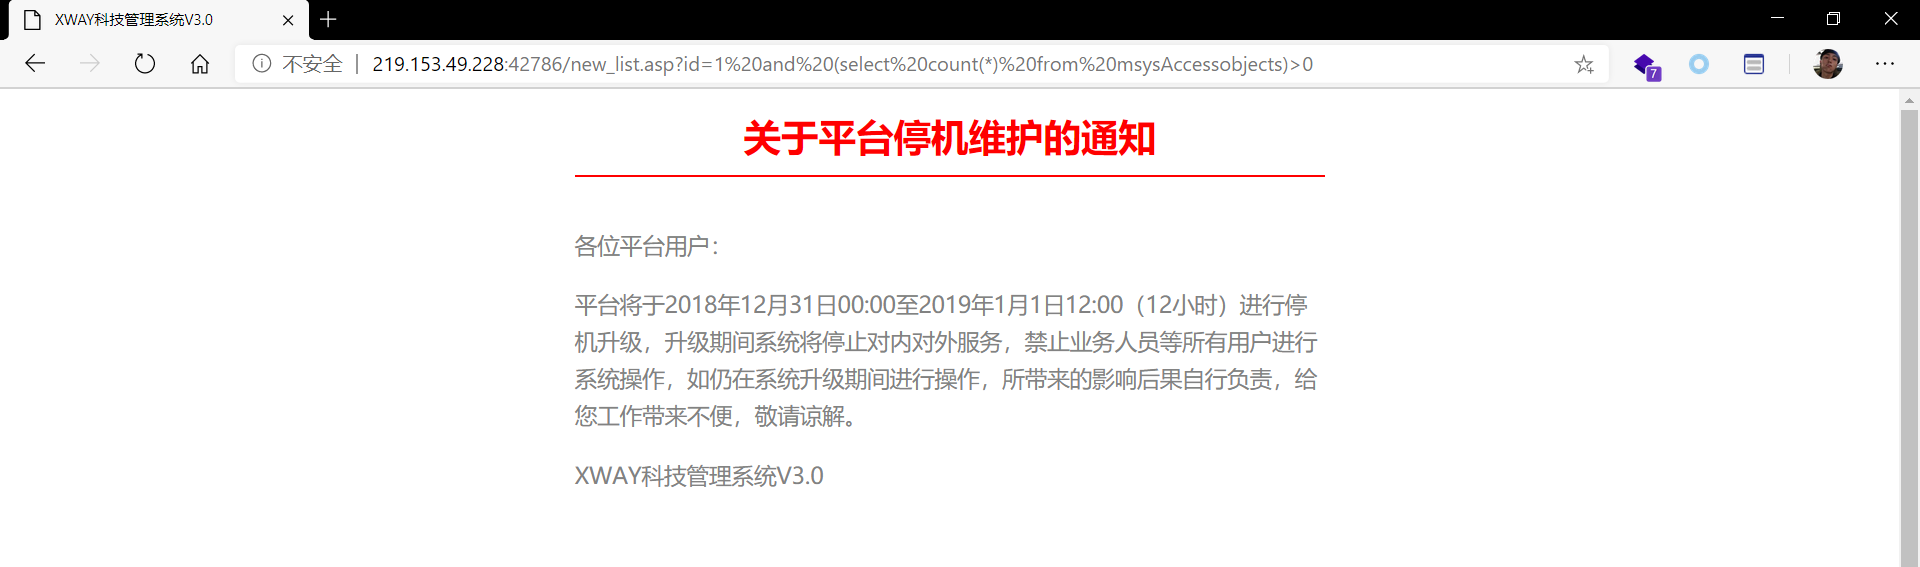 XWAY科技管理系统V3.0
不安全 | 219.153.49.228:42786/new_list.asp?id=1%20and%20(select%20count(*)%20from%20msysAccessobjects)>0
7
关于平台停机维护的通知
各位平台用户：
平台将于2018年12月31日00:00至2019年1月1日12:00（12小时）进行停
机升级，升级期间系统将停止对内对外服务，禁止业务人员等所有用户进行
系统操作，如仍在系统升级期间进行操作，所带来的影响后果自行负责，给
您工作带来不便，敬请谅解。
XWAY科技管理系统V3.0